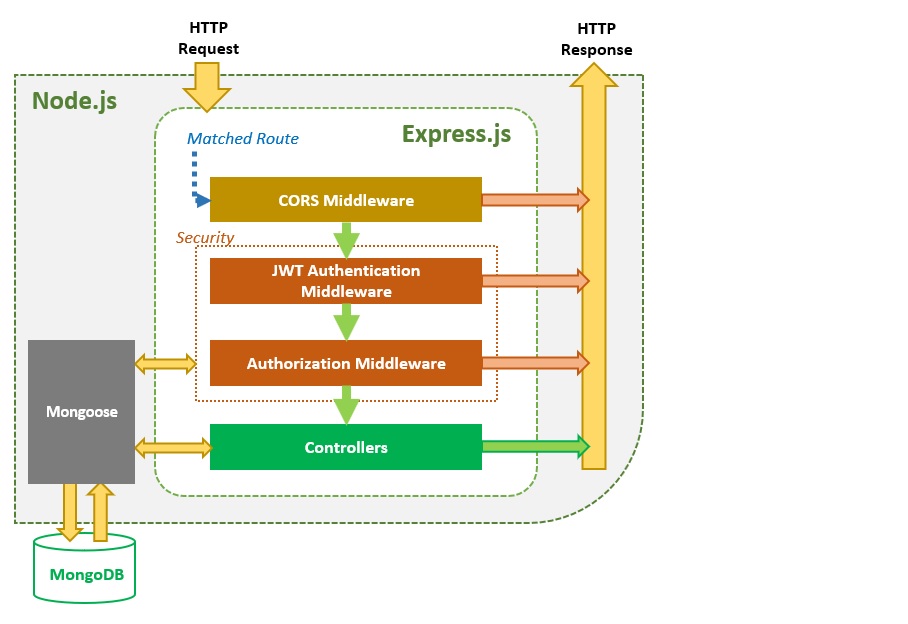 HTTP
Request
HTTP
Response
Node.js
Express.js
Matched Route
CORS Middleware
Security
JWT Authentication
Middleware
Authorization Middleware
Mongoose
Controllers
MongoDB